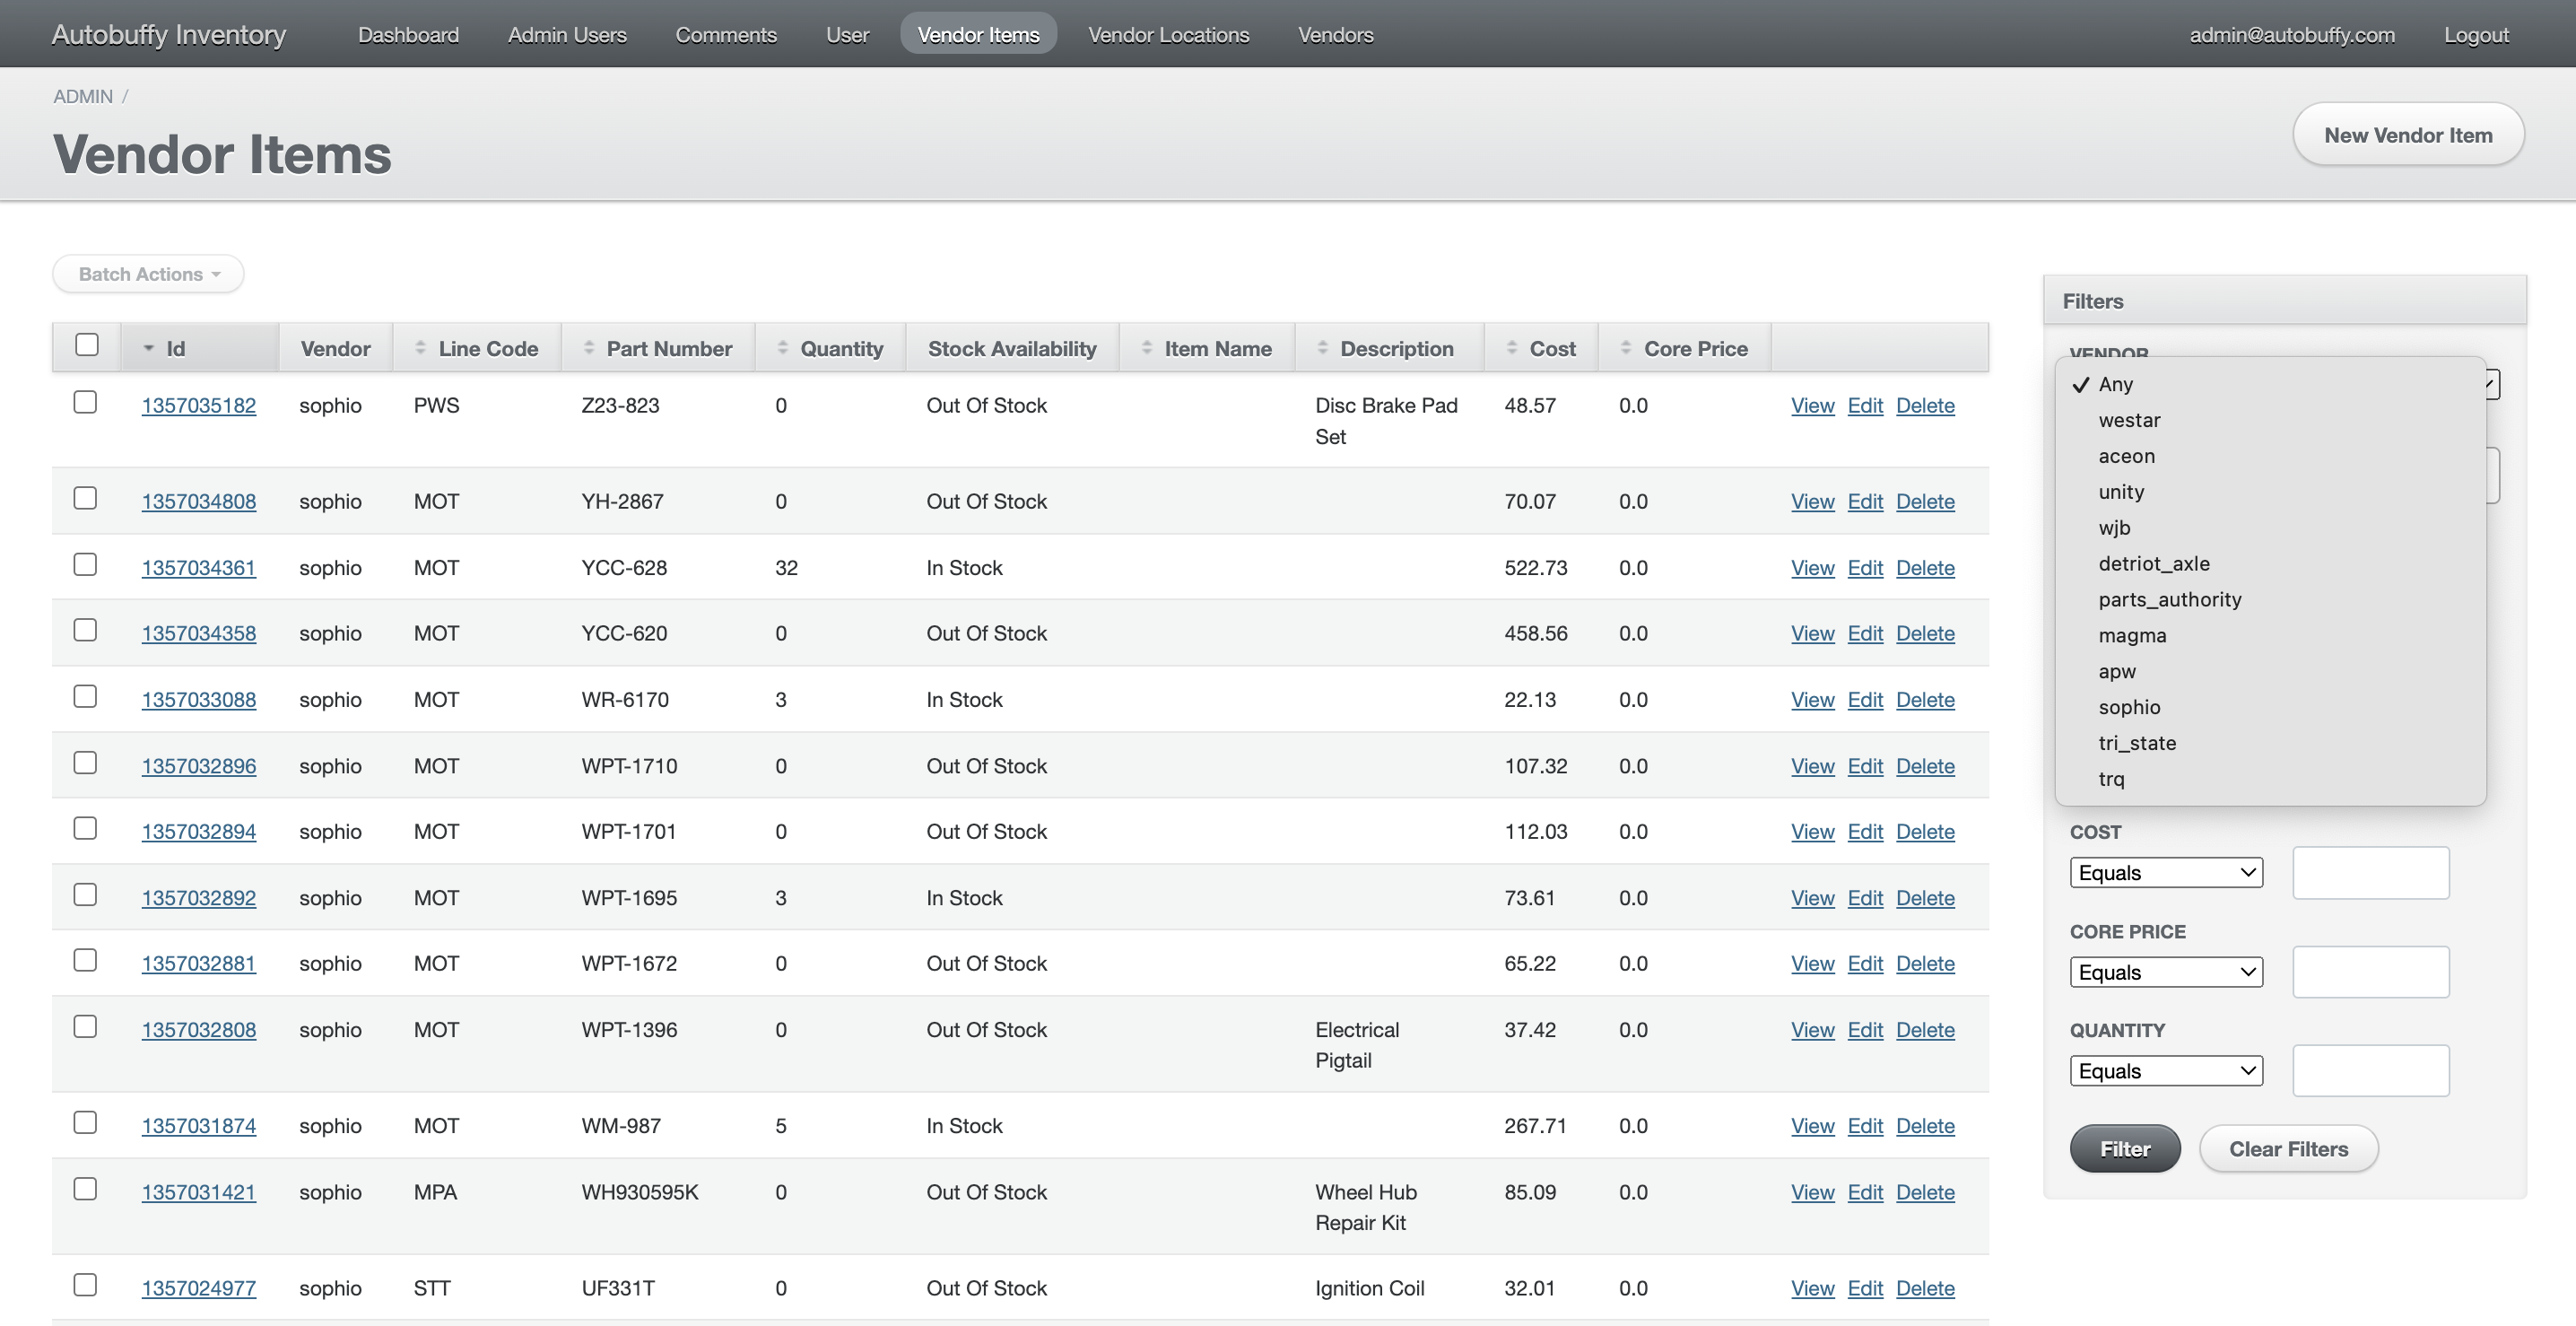 Autobuffy Inventory Dashboard Admin Users Comments User Vendor Items Vendor Locations Vendors admin@autobuffy.com Logout
ADMIN /
Vendor Items
New Vendor Item
Batch Actions
Id Vendor Line Code Part Number Quantity Stock Availability Item Name Description Cost Core Price
1357035182 sophio PWS Z23-823 0 Out Of Stock Disc Brake Pad Set 48.57 0.0 View Edit Delete
1357034808 sophio MOT YH-2867 0 Out Of Stock 70.07 0.0 View Edit Delete
1357034361 sophio MOT YCC-628 32 In Stock 522.73 0.0 View Edit Delete
1357034358 sophio MOT YCC-620 0 Out Of Stock 458.56 0.0 View Edit Delete
1357033088 sophio MOT WR-6170 3 In Stock 22.13 0.0 View Edit Delete
1357032896 sophio MOT WPT-1710 0 Out Of Stock 107.32 0.0 View Edit Delete
1357032894 sophio MOT WPT-1701 0 Out Of Stock 112.03 0.0 View Edit Delete
1357032892 sophio MOT WPT-1695 3 In Stock 73.61 0.0 View Edit Delete
1357032881 sophio MOT WPT-1672 0 Out Of Stock 65.22 0.0 View Edit Delete
1357032808 sophio MOT WPT-1396 0 Out Of Stock Electrical Pigtail 37.42 0.0 View Edit Delete
1357031874 sophio MOT WM-987 5 In Stock 267.71 0.0 View Edit Delete
1357031421 sophio MPA WH930595K 0 Out Of Stock Wheel Hub Repair Kit 85.09 0.0 View Edit Delete
1357024977 sophio STT UF331T 0 Out Of Stock Ignition Coil 32.01 0.0 View Edit Delete
Filters
VENDOR
Any
westar
aceon
unity
wjb
detriot_axle
parts_authority
magma
apw
sophio
tri_state
trq
COST
Equals
CORE PRICE
Equals
QUANTITY
Equals
Filter Clear Filters